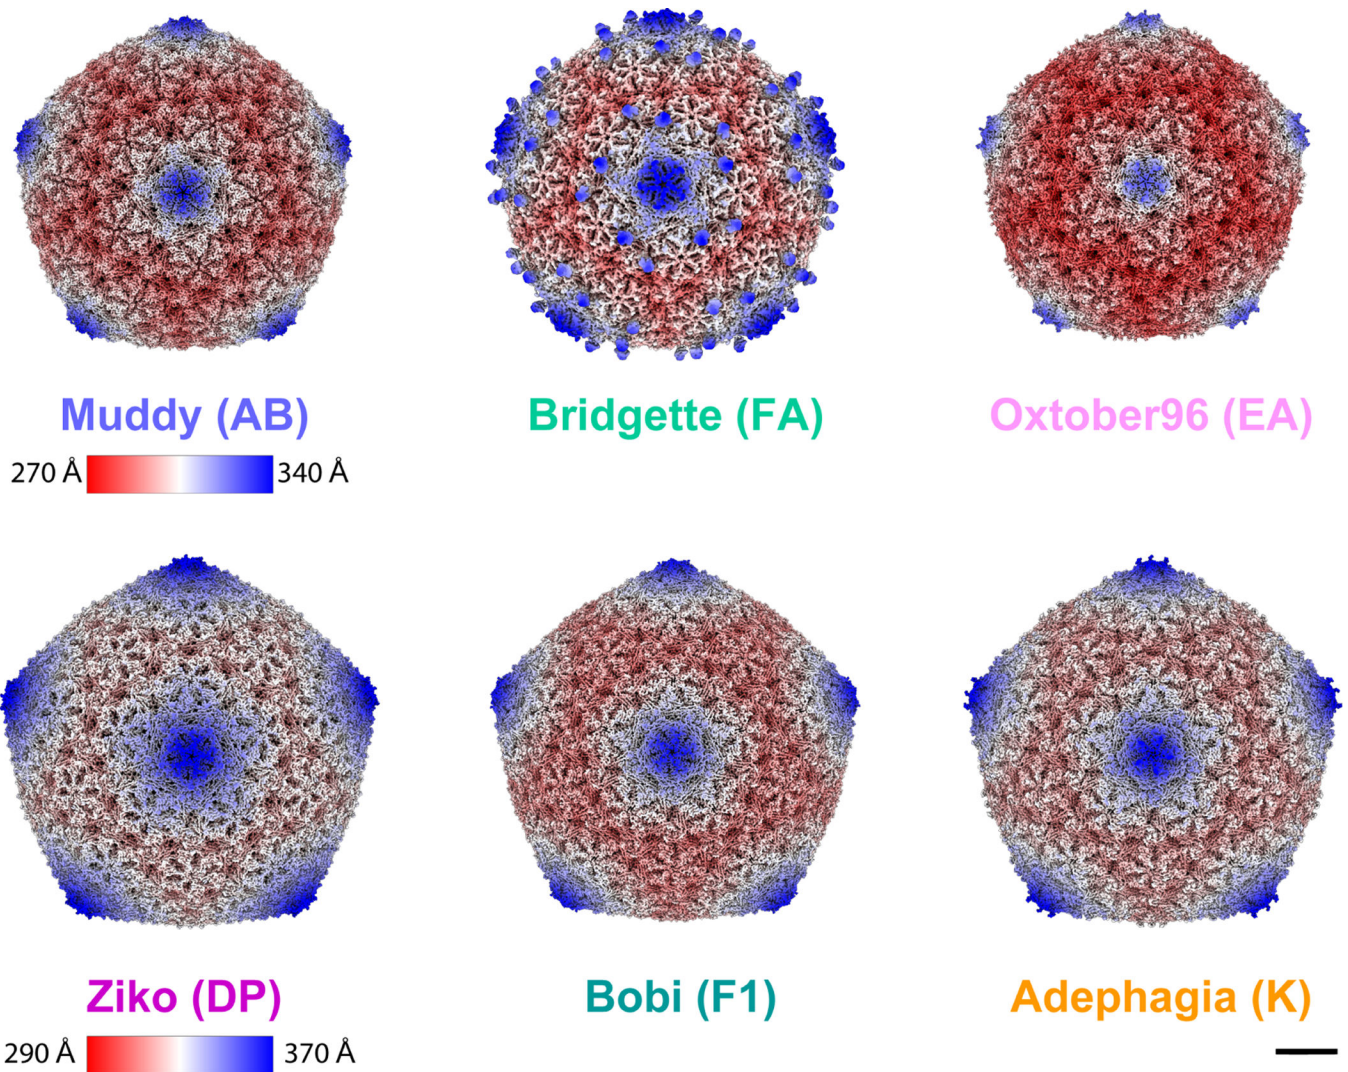 Muddy (AB)
Bridgette (FA)
Oxtober96 (EA)
270 Å 340 Å
Ziko (DP)
Bobi (F1)
Adephagia (K)
290 Å 370 Å